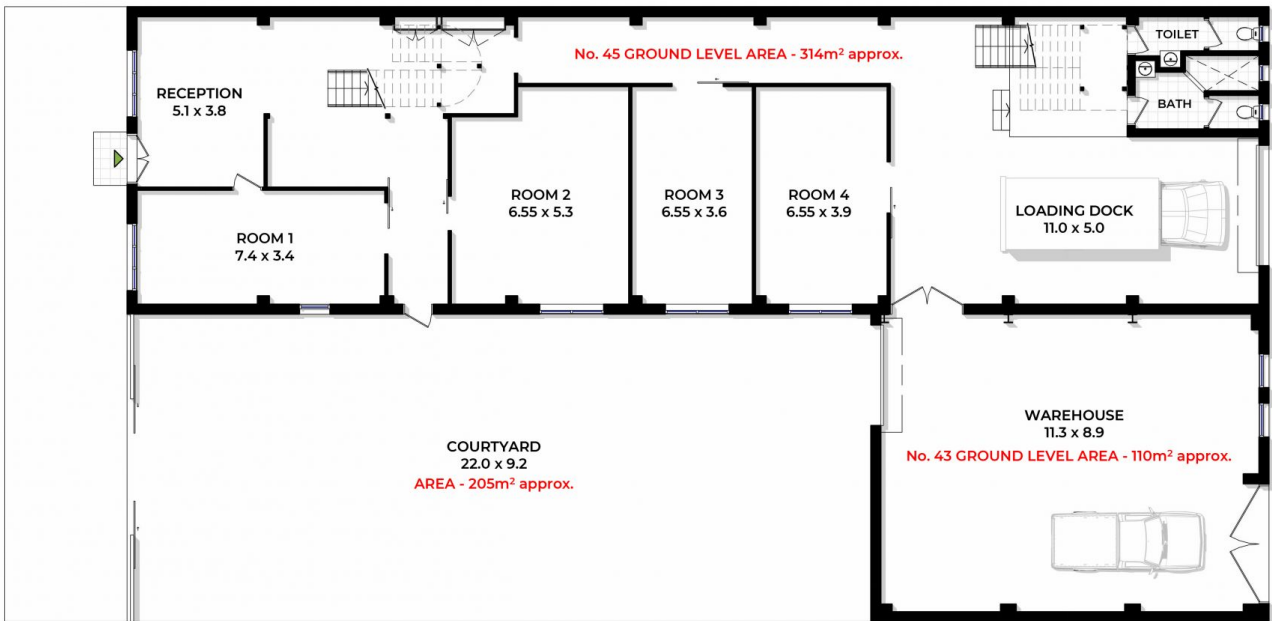 No. 45 GROUND LEVEL AREA - 314m² approx.
TOILET
BATH
RECEPTION
5.1 x 3.8
ROOM 1
7.4 x 3.4
ROOM 2
6.55 x 5.3
ROOM 3
6.55 x 3.6
ROOM 4
6.55 x 3.9
LOADING DOCK
11.0 x 5.0
COURTYARD
22.0 x 9.2
AREA - 205m² approx.
WAREHOUSE
11.3 x 8.9
No. 43 GROUND LEVEL AREA - 110m² approx.